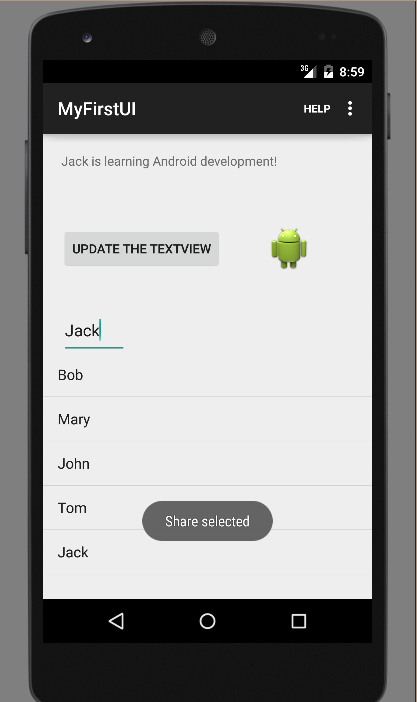 3G 8:59
MyFirstUI HELP
Jack is learning Android development!
UPDATE THE TEXTVIEW
Jack
Bob
Mary
John
Tom
Share selected
Jack